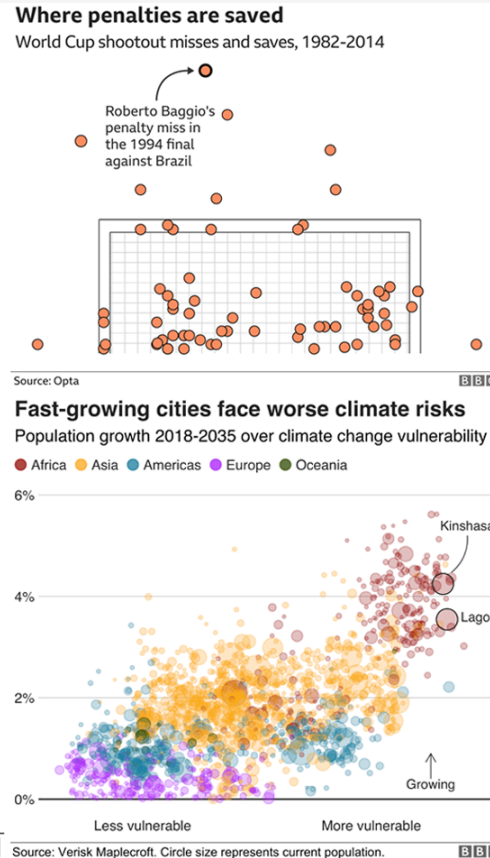 Where penalties are saved
World Cup shootout misses and saves, 1982-2014
Roberto Baggio's
penalty miss in
the 1994 final
against Brazil
Source: Opta
BBC
Fast-growing cities face worse climate risks
Population growth 2018-2035 over climate change vulnerability
Africa Asia Americas Europe Oceania
6%
Kinshasa
4%
Lago
2%
Growing
0%
Less vulnerable More vulnerable
Source: Verisk Maplecroft. Circle size represents current population. BBC